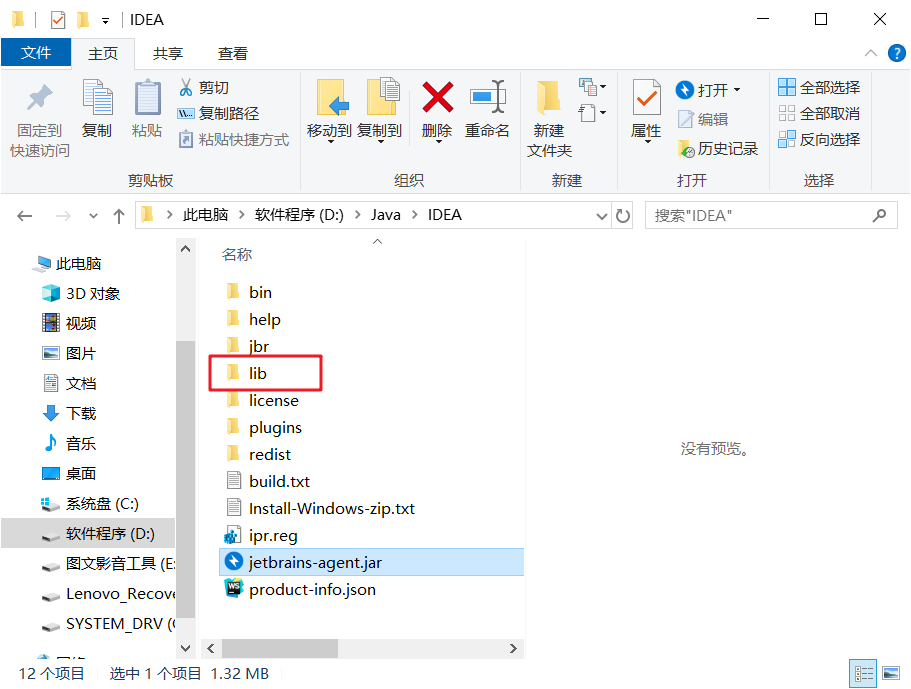 IDEA
文件 主页 共享 查看
固定到
快速访问
复制
粘贴
剪切
复制路径
粘贴快捷方式
移动到 复制到
删除 重命名
新建
文件夹
属性
打开
编辑
历史记录
全部选择
全部取消
反向选择
剪贴板 组织 新建 打开 选择
此电脑 软件程序 (D:) Java IDEA
搜索"IDEA"
此电脑
3D 对象
视频
图片
文档
下载
音乐
桌面
系统盘 (C:)
软件程序 (D:)
图文影音工具 (E:
Lenovo_Recove
SYSTEM_DRV (
名称
bin
help
jbr
lib
license
plugins
redist
build.txt
Install-Windows-zip.txt
ipr.reg
jetbrains-agent.jar
product-info.json
没有预览。
12 个项目 选中 1 个项目 1.32 MB